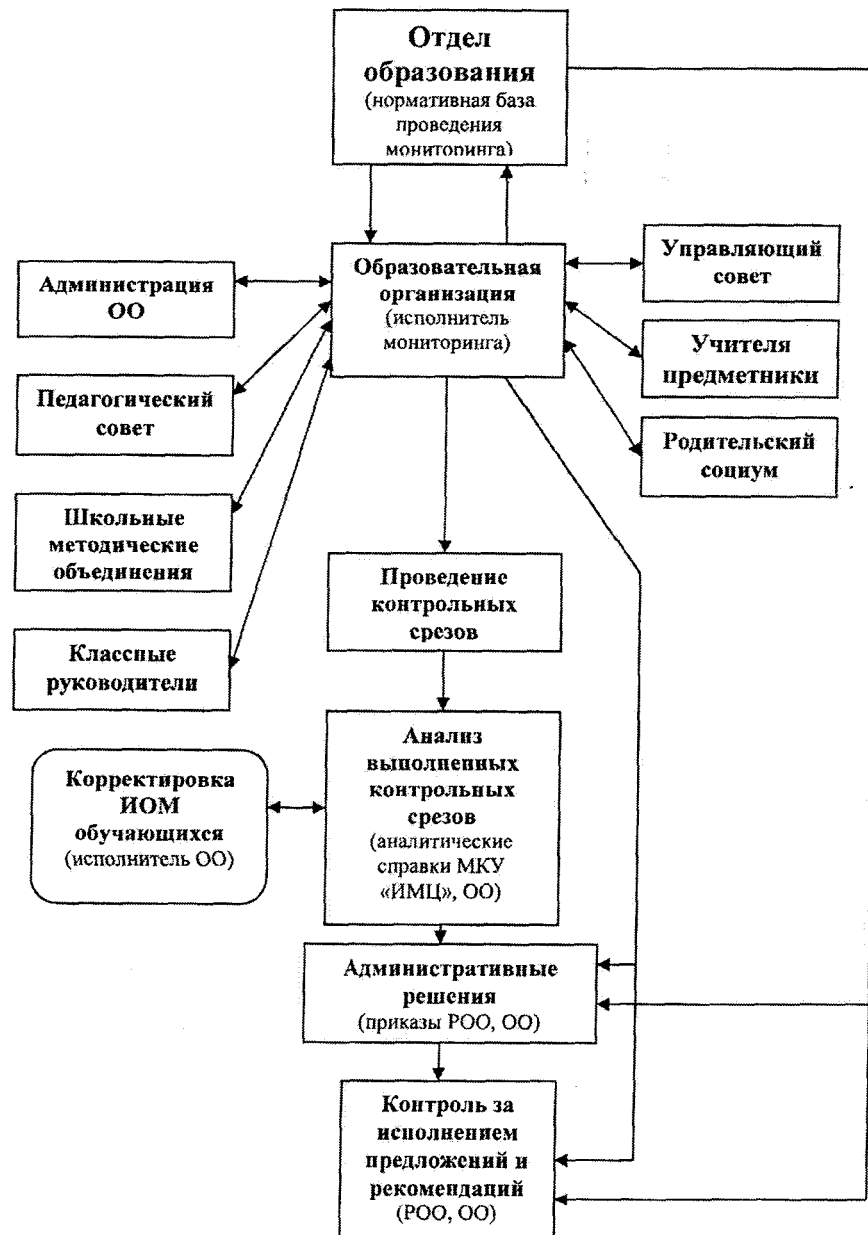 Отдел
образования
(нормативная база
проведения
мониторинга)
Образовательная
организация
(исполнитель
мониторинга)
Администрация
ОО
Педагогический
совет
Школьные
методические
объединения
Классные
руководители
Управляющий
совет
Учителя
предметники
Родительский
социум
Проведение
контрольных
срезов
Анализ
выполненных
контрольных
срезов
(аналитические
справки МКУ
«ИМЦ», ОО)
Корректировка
ИОМ
обучающихся
(исполнитель ОО)
Административные
решения
(приказы РОО, ОО)
Контроль за
исполнением
предложений и
рекомендаций
(РОО, ОО)